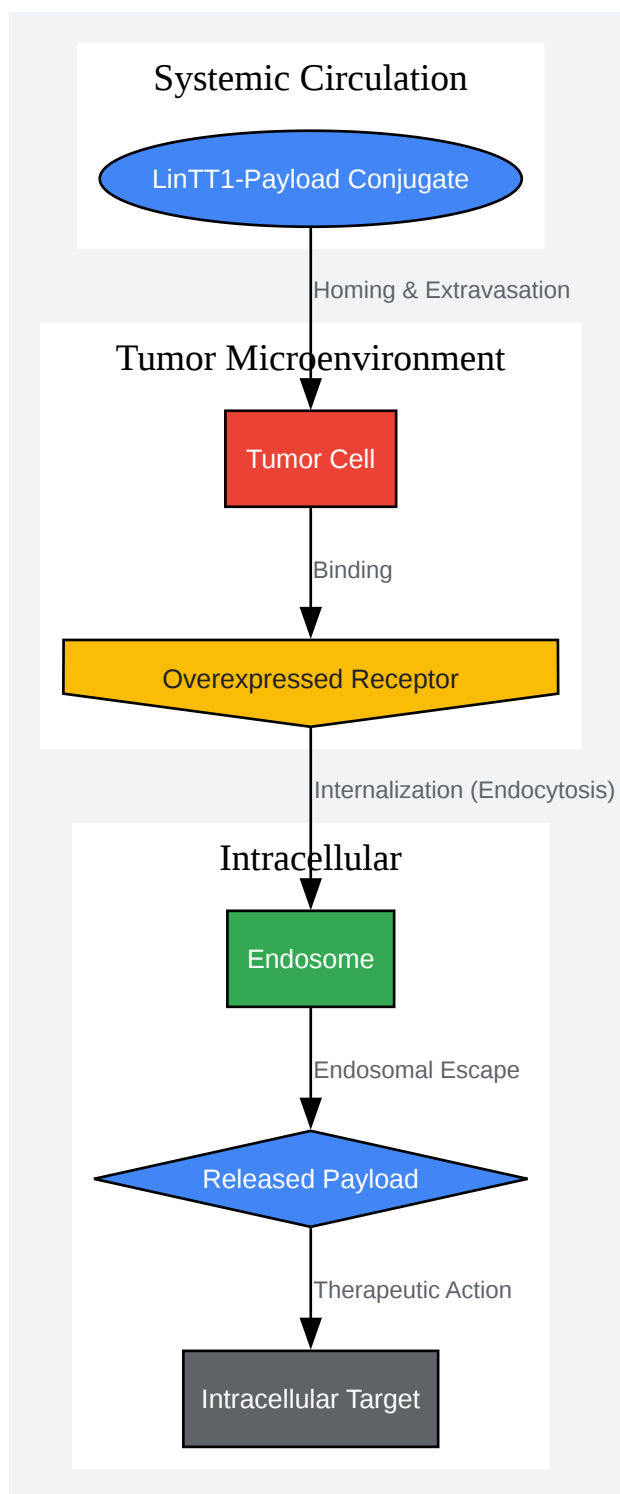 Systemic Circulation
LinTT1-Payload Conjugate
Homing & Extravasation
Tumor Microenvironment
Tumor Cell
Binding
Overexpressed Receptor
Internalization (Endocytosis)
Intracellular
Endosome
Endosomal Escape
Released Payload
Therapeutic Action
Intracellular Target